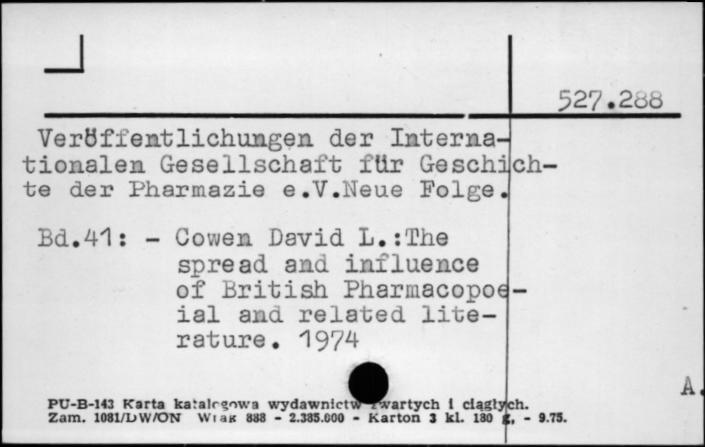 527.288
Veröffentlichungen der Interna-
tionalen Gesellschaft für Geschich-
te der Pharmazie e.V.Neue Folge.
Bd.41: - Cowen David L.:The
spread and influence
of British Pharmacopoe-
ial and related lite-
rature. 1974
A.
PU-B-143 Karta katalogowa wydawnictw zwartych i ciągłych.
Zam. 1081/DW/ON 888 - 2.385.000 - Karton 3 kl. 180 g. - 9.75.